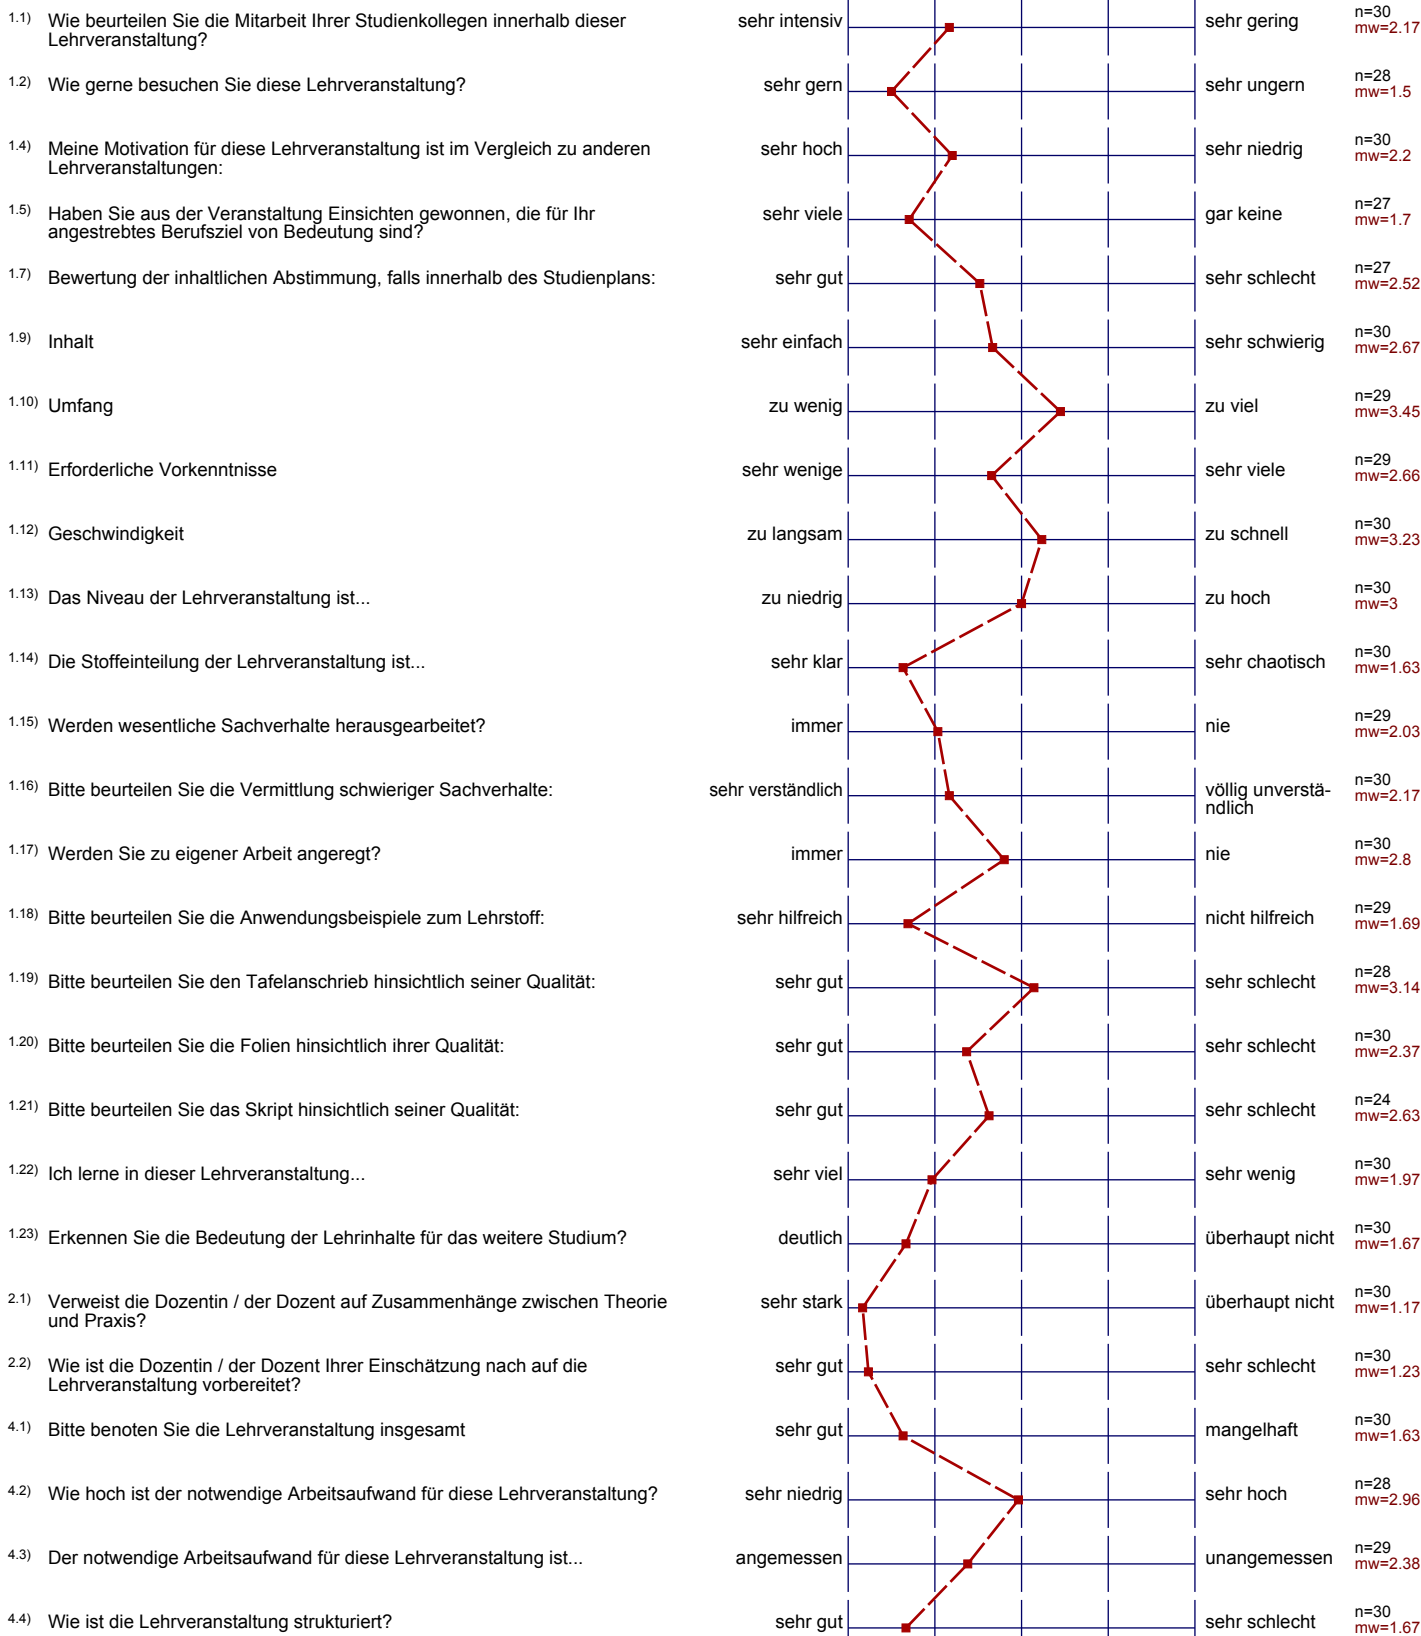 1.1) Wie beurteilen Sie die Mitarbeit Ihrer Studienkollegen innerhalb dieser sehr intensiv sehr gering n=30
Lehrveranstaltung? mw=2.17
1.2) Wie gerne besuchen Sie diese Lehrveranstaltung? sehr gern sehr ungern n=28
mw=1.5
1.4) Meine Motivation für diese Lehrveranstaltung ist im Vergleich zu anderen sehr hoch sehr niedrig n=30
Lehrveranstaltungen: mw=2.2
1.5) Haben Sie aus der Veranstaltung Einsichten gewonnen, die für Ihr sehr viele gar keine n=27
angestrebtes Berufsziel von Bedeutung sind? mw=1.7
1.7) Bewertung der inhaltlichen Abstimmung, falls innerhalb des Studienplans: sehr gut sehr schlecht n=27
mw=2.52
1.9) Inhalt sehr einfach sehr schwierig n=30
mw=2.67
1.10) Umfang zu wenig zu viel n=29
mw=3.45
1.11) Erforderliche Vorkenntnisse sehr wenige sehr viele n=29
mw=2.66
1.12) Geschwindigkeit zu langsam zu schnell n=30
mw=3.23
1.13) Das Niveau der Lehrveranstaltung ist... zu niedrig zu hoch n=30
mw=3
1.14) Die Stoffeinteilung der Lehrveranstaltung ist... sehr klar sehr chaotisch n=30
mw=1.63
1.15) Werden wesentliche Sachverhalte herausgearbeitet? immer nie n=29
mw=2.03
1.16) Bitte beurteilen Sie die Vermittlung schwieriger Sachverhalte: sehr verständlich völlig unverstä- n=30
ndlich mw=2.17
1.17) Werden Sie zu eigener Arbeit angeregt? immer nie n=30
mw=2.8
1.18) Bitte beurteilen Sie die Anwendungsbeispiele zum Lehrstoff: sehr hilfreich nicht hilfreich n=29
mw=1.69
1.19) Bitte beurteilen Sie den Tafelanschrieb hinsichtlich seiner Qualität: sehr gut sehr schlecht n=28
mw=3.14
1.20) Bitte beurteilen Sie die Folien hinsichtlich ihrer Qualität: sehr gut sehr schlecht n=30
mw=2.37
1.21) Bitte beurteilen Sie das Skript hinsichtlich seiner Qualität: sehr gut sehr schlecht n=24
mw=2.63
1.22) Ich lerne in dieser Lehrveranstaltung... sehr viel sehr wenig n=30
mw=1.97
1.23) Erkennen Sie die Bedeutung der Lehrinhalte für das weitere Studium? deutlich überhaupt nicht n=30
mw=1.67
2.1) Verweist die Dozentin / der Dozent auf Zusammenhänge zwischen Theorie sehr stark überhaupt nicht n=30
und Praxis? mw=1.17
2.2) Wie ist die Dozentin / der Dozent Ihrer Einschätzung nach auf die sehr gut sehr schlecht n=30
Lehrveranstaltung vorbereitet? mw=1.23
4.1) Bitte benoten Sie die Lehrveranstaltung insgesamt sehr gut mangelhaft n=30
mw=1.63
4.2) Wie hoch ist der notwendige Arbeitsaufwand für diese Lehrveranstaltung? sehr niedrig sehr hoch n=28
mw=2.96
4.3) Der notwendige Arbeitsaufwand für diese Lehrveranstaltung ist... angemessen unangemessen n=29
mw=2.38
4.4) Wie ist die Lehrveranstaltung strukturiert? sehr gut sehr schlecht n=30
mw=1.67